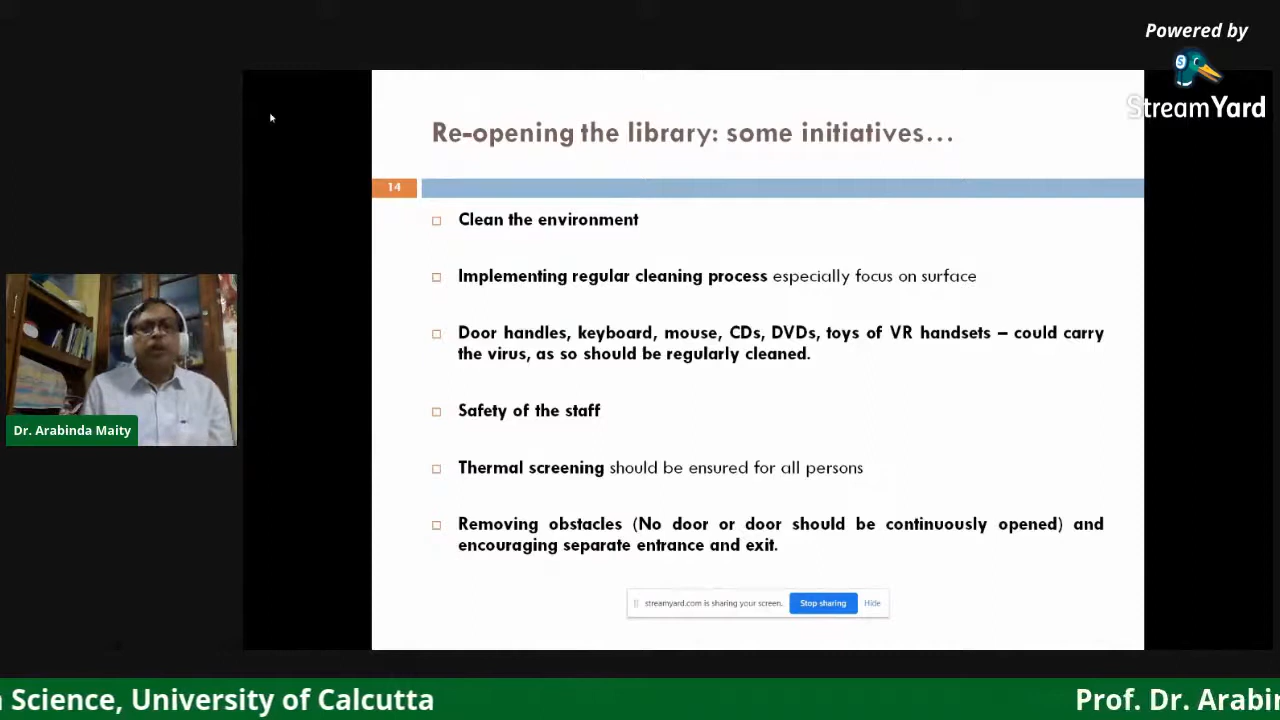 Powered by
StreamYard
Re-opening the library: some initiatives…
14
Clean the environment
Implementing regular cleaning process especially focus on surface
Door handles, keyboard, mouse, CDs, DVDs, toys of VR handsets – could carry
the virus, as so should be regularly cleaned.
Safety of the staff
Thermal screening should be ensured for all persons
Removing obstacles (No door or door should be continuously opened) and
encouraging separate entrance and exit.
streamyard.com is sharing your screen. Stop sharing Hide
Dr. Arabinda Maity
Science, University of Calcutta Prof. Dr.